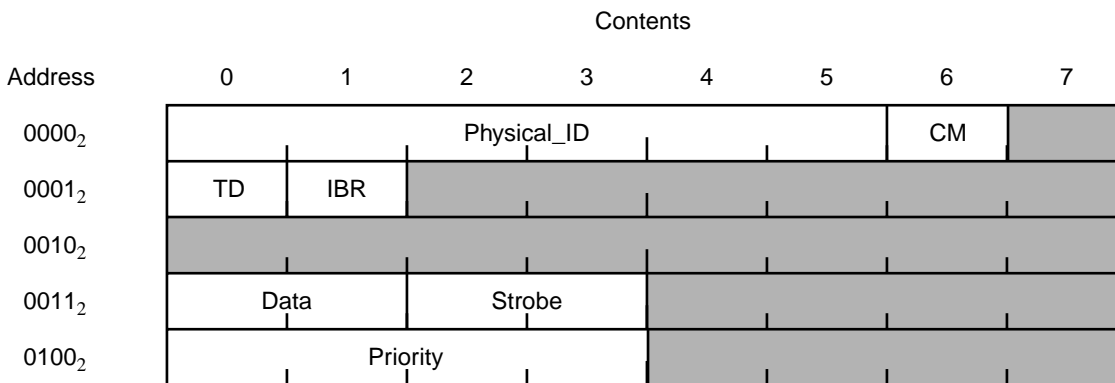 Contents
Address 0 1 2 3 4 5 6 7
0000₂ Physical_ID CM
0001₂ TD IBR
0010₂
0011₂ Data Strobe
0100₂ Priority